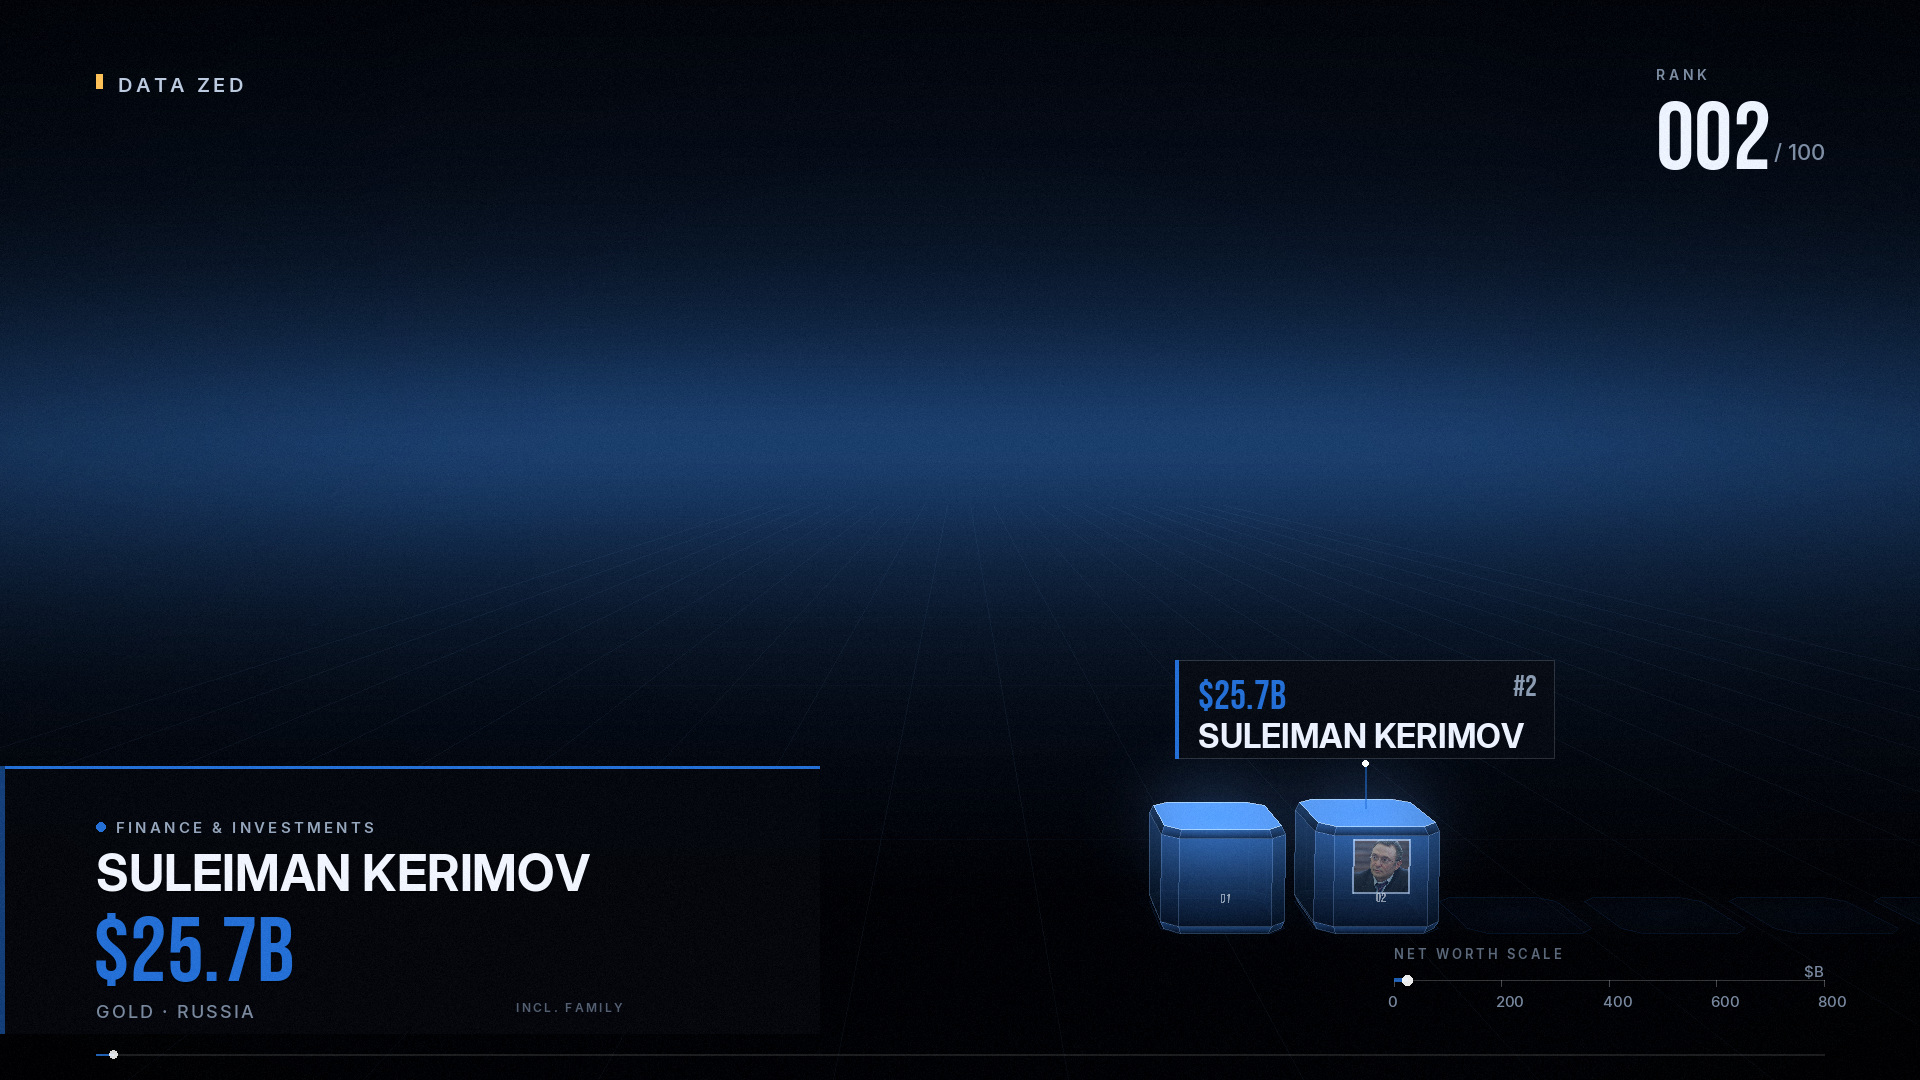 DATA ZED
RANK
002 / 100
$25.7B
#2
SULEIMAN KERIMOV
01
02
FINANCE & INVESTMENTS
SULEIMAN KERIMOV
$25.7B
GOLD · RUSSIA
INCL. FAMILY
NET WORTH SCALE
$B
0 200 400 600 800